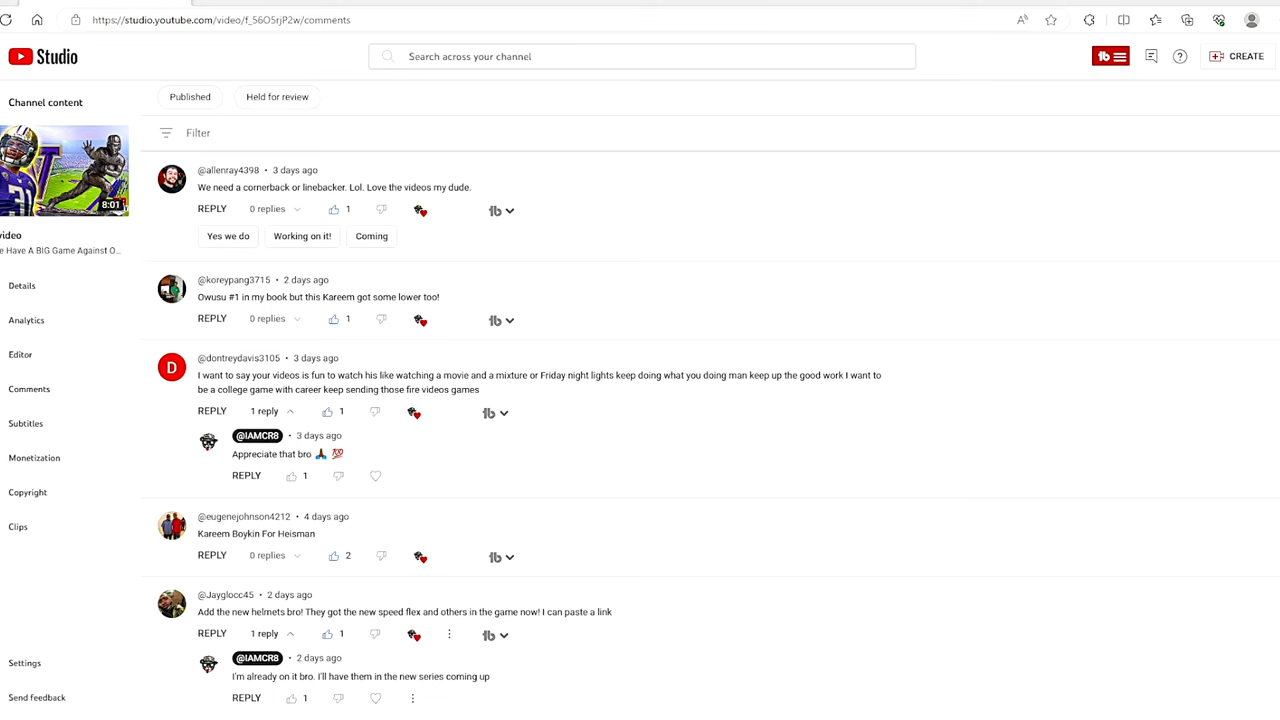 https://studio.youtube.com/video/f_56O5rjP2w/comments
Studio
Search across your channel
CREATE
Channel content
8:01
video
e Have A BIG Game Against O...
Details
Analytics
Editor
Comments
Subtitles
Monetization
Copyright
Clips
Settings
Send feedback
Published
Held for review
Filter
@allenray4398 • 3 days ago
We need a cornerback or linebacker. Lol. Love the videos my dude.
REPLY 0 replies 1
Yes we do Working on it! Coming
@koreypang3715 • 2 days ago
Owusu #1 in my book but this Kareem got some lower too!
REPLY 0 replies 1
D
@dontreydavis3105 • 3 days ago
I want to say your videos is fun to watch his like watching a movie and a mixture or Friday night lights keep doing what you doing man keep up the good work I want to
be a college game with career keep sending those fire videos games
REPLY 1 reply 1
@IAMCR8 • 3 days ago
Appreciate that bro 🙏🏾 💯
REPLY 1
@eugenejohnson4212 • 4 days ago
Kareem Boykin For Heisman
REPLY 0 replies 2
@Jayglocc45 • 2 days ago
Add the new helmets bro! They got the new speed flex and others in the game now! I can paste a link
REPLY 1 reply 1
@IAMCR8 • 2 days ago
I'm already on it bro. I'll have them in the new series coming up
REPLY 1